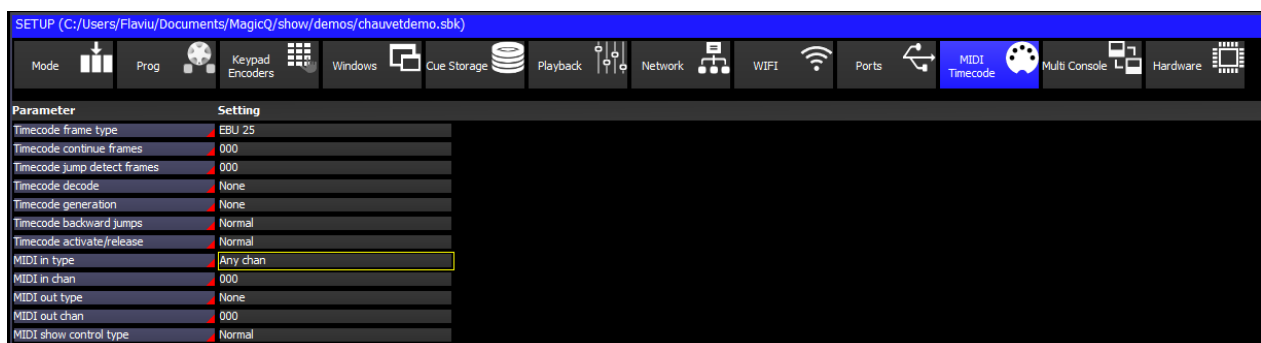 SETUP (C:/Users/Flaviu/Documents/MagicQ/show/demos/chauvetdemo.sbk)
Mode Prog Keypad Encoders Windows Cue Storage Playback Network WIFI Ports MIDI Timecode Multi Console Hardware
Parameter Setting
Timecode frame type EBU 25
Timecode continue frames 000
Timecode jump detect frames 000
Timecode decode None
Timecode generation None
Timecode backward jumps Normal
Timecode activate/release Normal
MIDI in type Any chan
MIDI in chan 000
MIDI out type None
MIDI out chan 000
MIDI show control type Normal